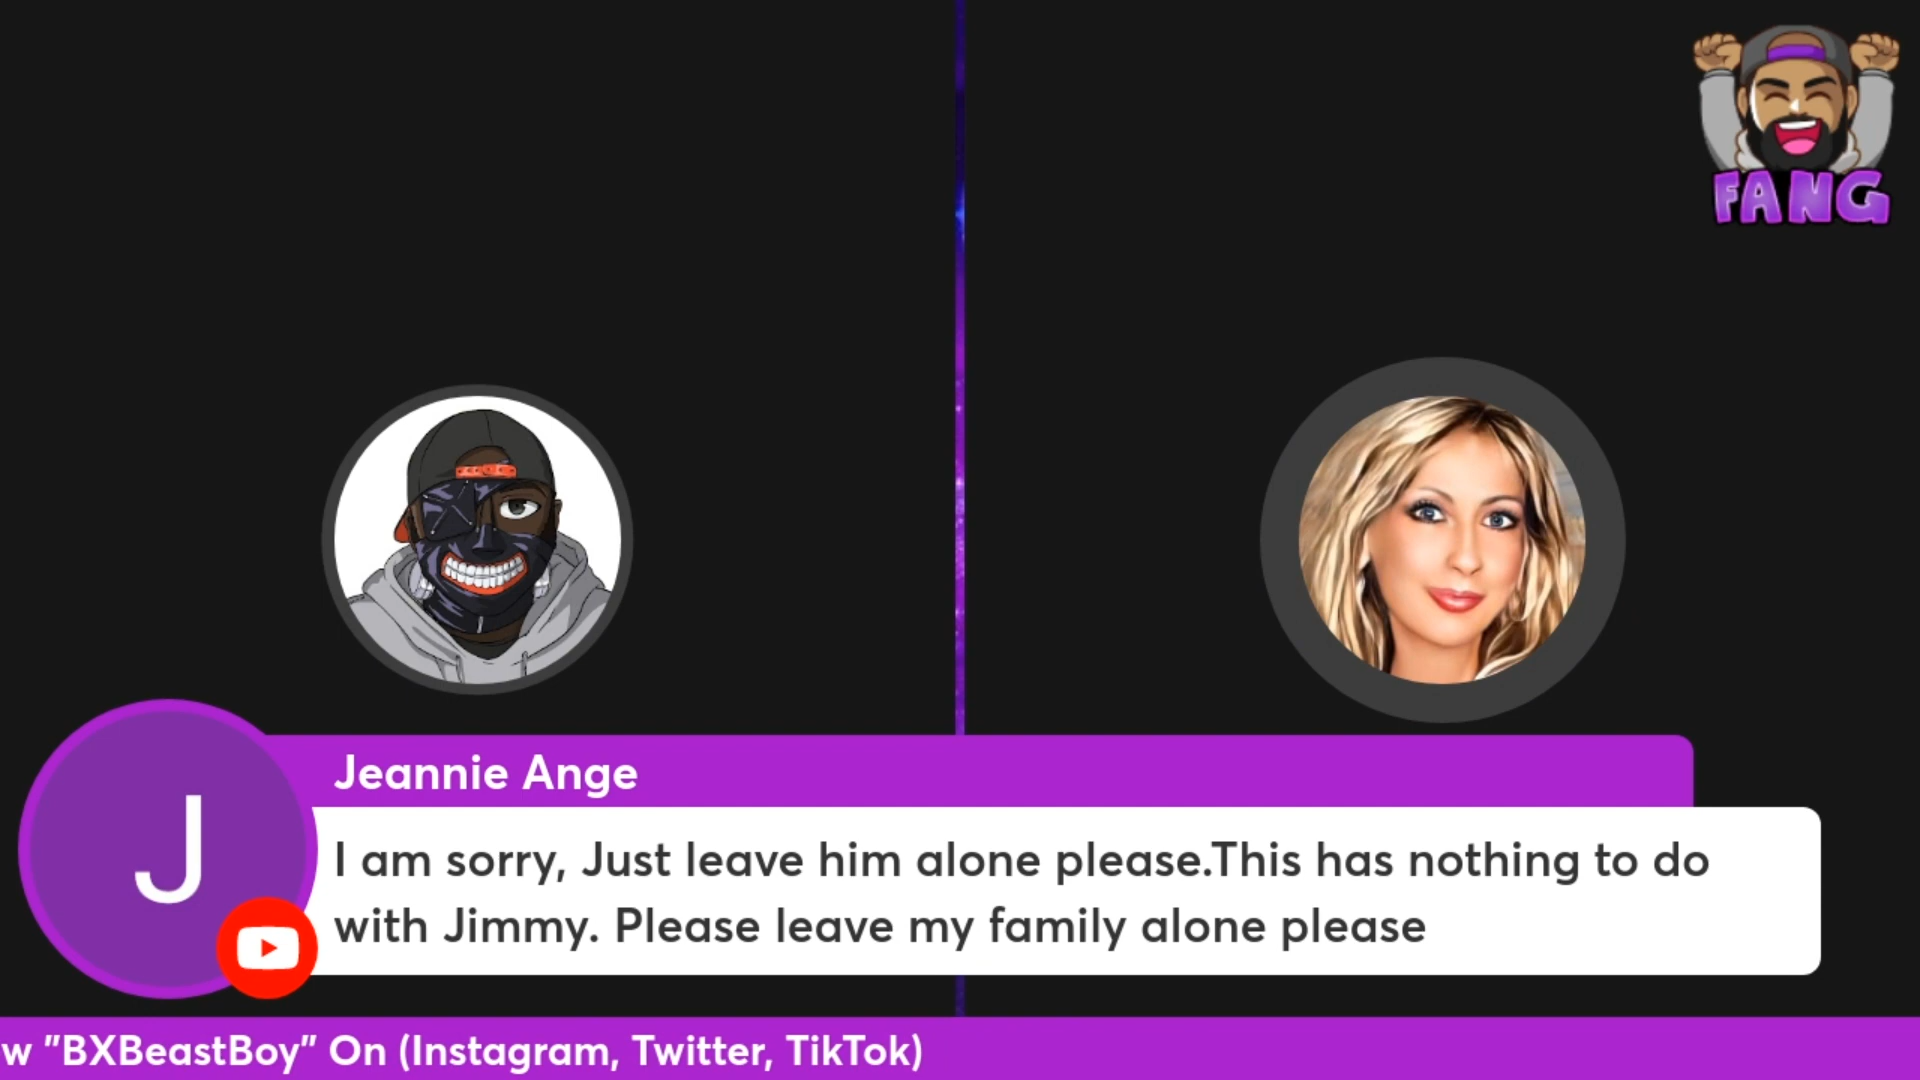 FANG
J
Jeannie Ange
I am sorry, Just leave him alone please.This has nothing to do
with Jimmy. Please leave my family alone please
w "BXBeastBoy" On (Instagram, Twitter, TikTok)